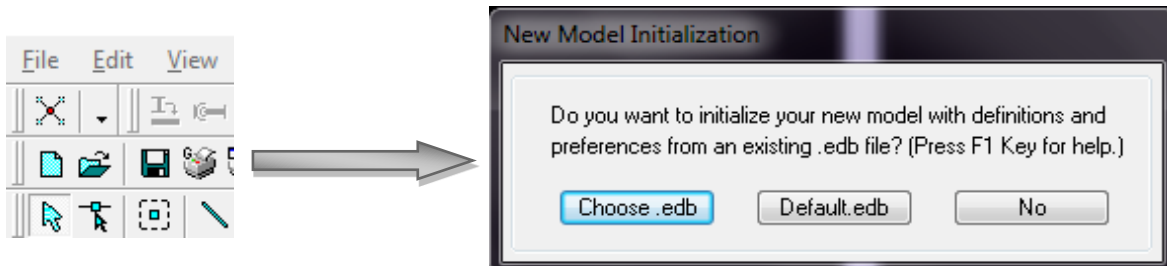 File Edit View
New Model Initialization
Do you want to initialize your new model with definitions and
preferences from an existing .edb file? (Press F1 Key for help.)
Choose .edb Default.edb No